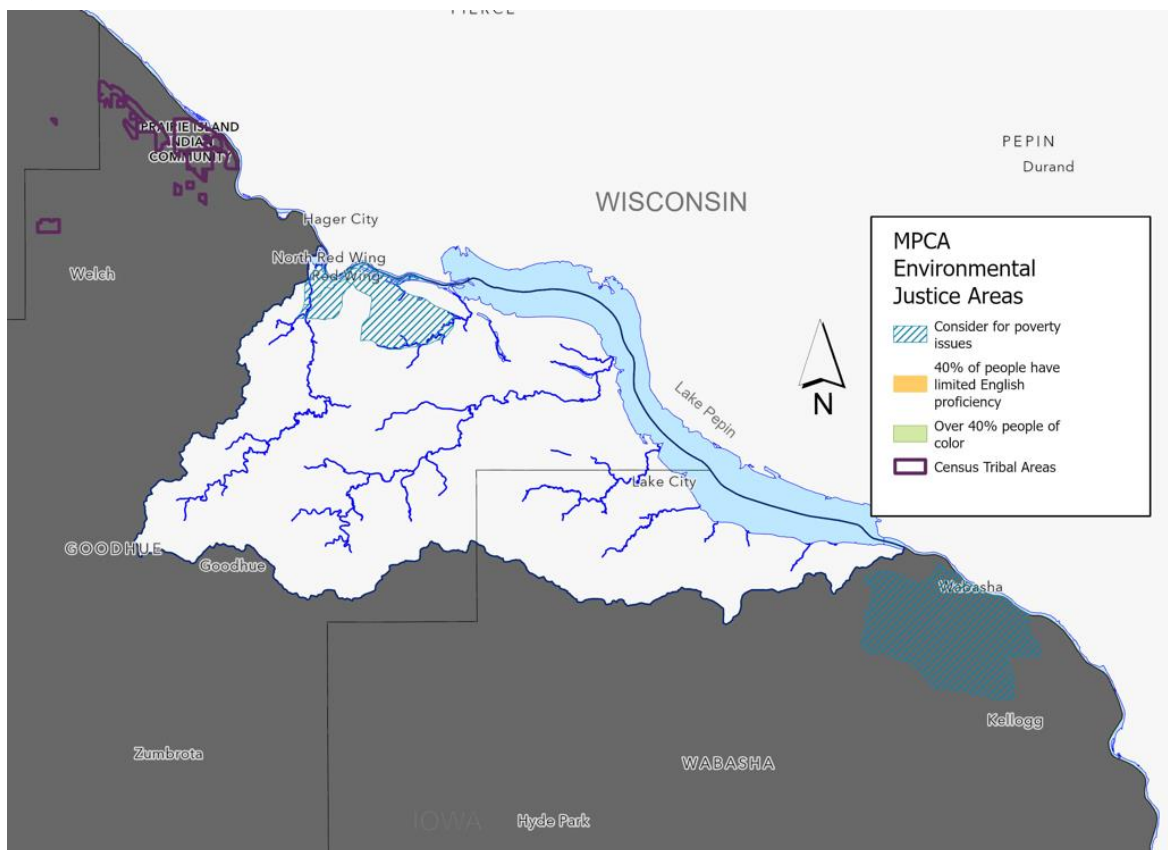 PIERCE
PRAIRIE ISLAND
INDIAN
COMMUNITY
PEPIN
Durand
WISCONSIN
Hager City
North Red Wing
Red Wing
Welch
MPCA
Environmental
Justice Areas
Consider for poverty
issues
40% of people have
limited English
proficiency
Over 40% people of
color
Census Tribal Areas
N
Lake Pepin
Lake City
GOODHUE
Goodhue
Wabasha
Kellogg
Zumbrota
WABASHA
IOWA
Hyde Park